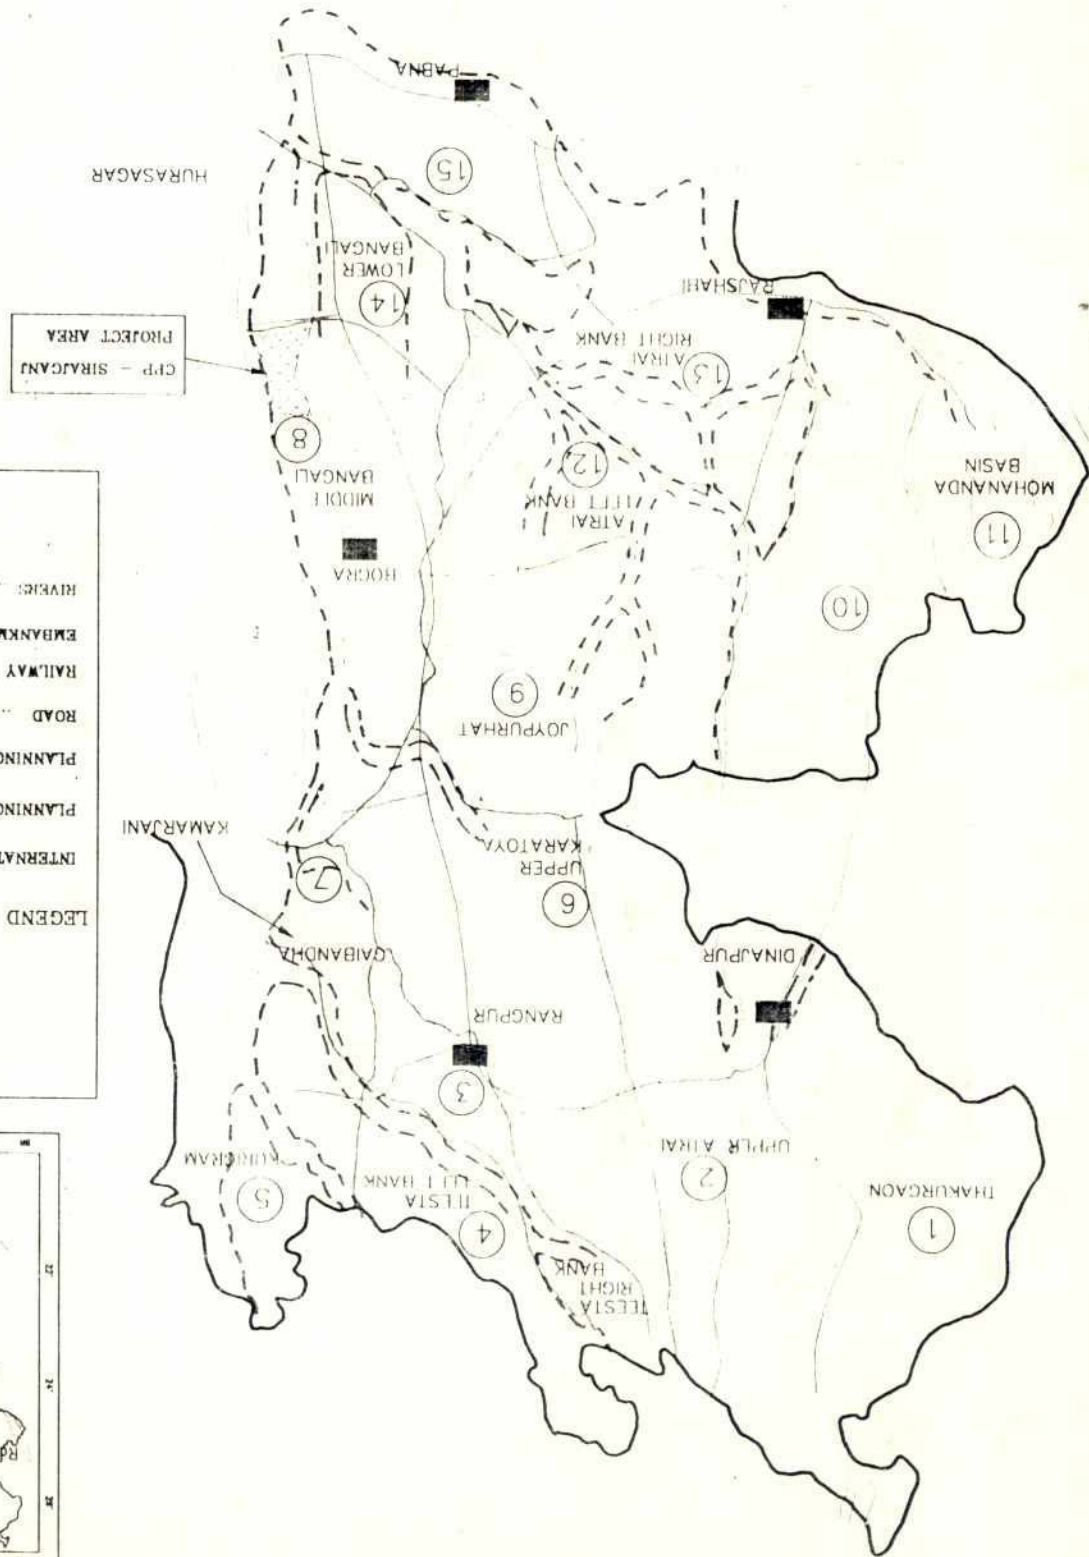 TEESTA
RIGHT
BANK
1
THAKURGAON
2
UPPER ATRAI
4
TEESTA
LEFT BANK
5
KURIGRAM
3
RANGPUR
DINAJPUR
GAIBANDHA
6
UPPER
KARATOYA
7
KAMARJANI
JOYPURHAT
9
10
11
MOHANANDA
BASIN
BOGRA
ATRAI
LEFT BANK
12
MIDDLE
BANGALI
8
13
ATRAI
RIGHT BANK
RAJSHAHI
14
LOWER
BANGALI
CPP - SIRAJGANJ
PROJECT AREA
15
HURASAGAR
PABNA
LEGEND
INTERNAT
PLANNING
PLANNING
ROAD ..
RAILWAY
EMBANKM
RIVERS